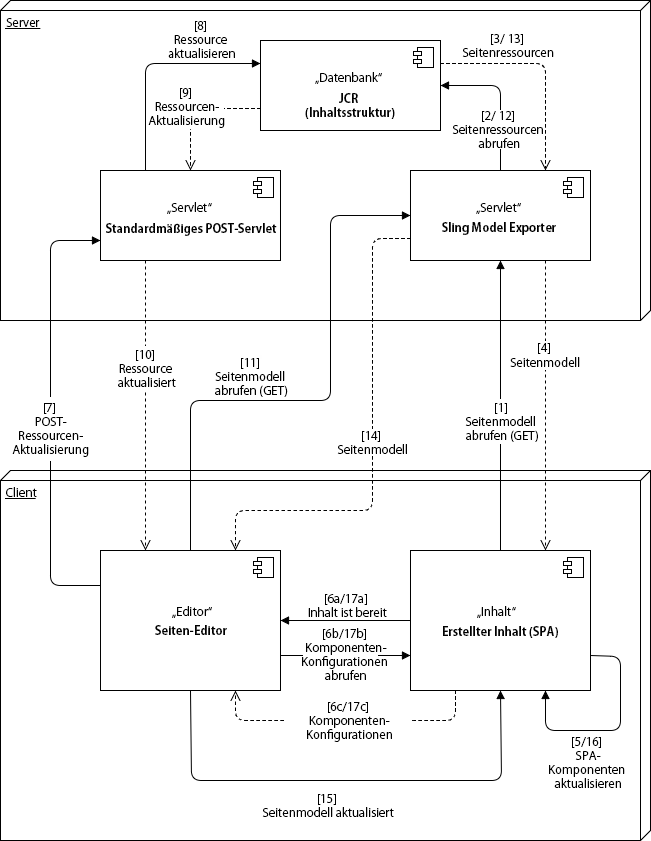 Server
[8]
Ressource
aktualisieren
[3/ 13]
Seitenressourcen
„Datenbank“
JCR
(Inhaltsstruktur)
[9]
Ressourcen-
Aktualisierung
[2/ 12]
Seitenressourcen
abrufen
„Servlet“
Standardmäßiges POST-Servlet
„Servlet“
Sling Model Exporter
[10]
Ressource
aktualisiert
[11]
Seitenmodell
abrufen (GET)
[4]
Seitenmodell
[7]
POST-
Ressourcen-
Aktualisierung
[14]
Seitenmodell
[1]
Seitenmodell
abrufen (GET)
Client
„Editor“
Seiten-Editor
[6a/17a]
Inhalt ist bereit
[6b/17b]
Komponenten-
Konfigurationen
abrufen
„Inhalt“
Erstellter Inhalt (SPA)
[6c/17c]
Komponenten-
Konfigurationen
[5/16]
SPA-
Komponenten
aktualisieren
[15]
Seitenmodell aktualisiert